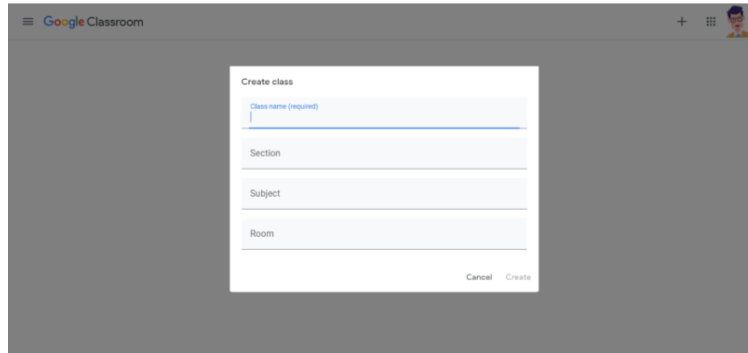 Google Classroom
Create class
Class name (required)
Section
Subject
Room
Cancel Create